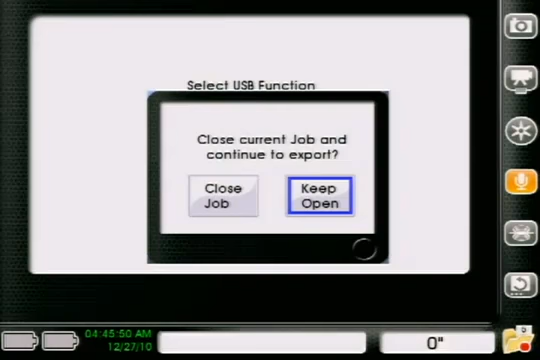 Select USB Function
Close current Job and
continue to export?
Close
Job
Keep
Open
04:45:50 AM
12/27/10
0"